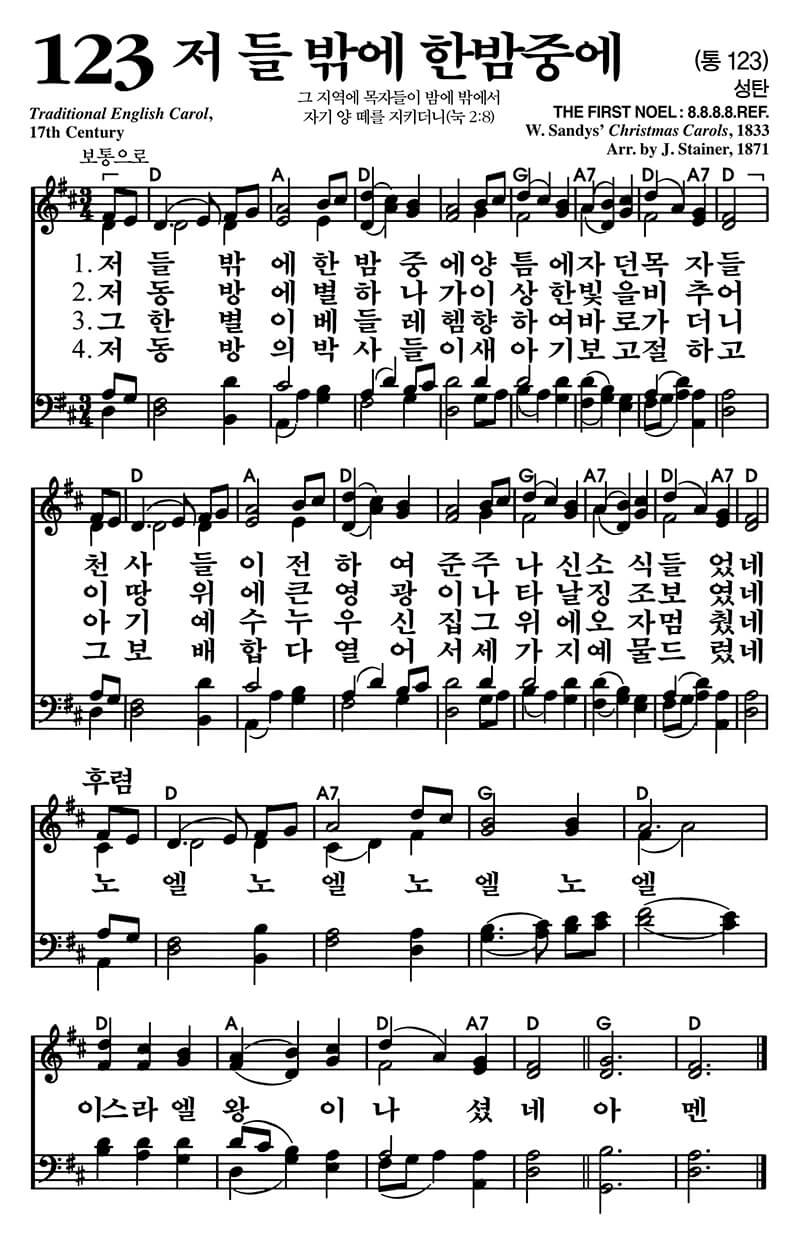 123 저 들 밖에 한밤중에 (통 123)
성탄
그 지역에 목자들이 밤에 밖에서
자기 양 떼를 지키더니(눅 2:8)
Traditional English Carol,
17th Century
THE FIRST NOEL : 8.8.8.8.REF.
W. Sandys' Christmas Carols, 1833
Arr. by J. Stainer, 1871
보통으로
D A D G A7 D A7 D
1. 저 들 밖 에 한 밤 중 에 양 틈 에 자 던 목 자 들
2. 저 동 방 에 별 하 나 가 이 상 한 빛 을 비 추 어
3. 그 한 별 이 베 들 레 헴 향 하 여 바 로 가 더 니
4. 저 동 방 의 박 사 들 이 새 아 기 보 고 절 하 고
D A D G A7 D A7 D
천 사 들 이 전 하 여 준 주 나 신 소 식 들 었 네
이 땅 위 에 큰 영 광 이 나 타 날 징 조 보 였 네
아 기 예 수 누 우 신 집 그 위 에 오 자 멈 췄 네
그 보 배 합 다 열 어 서 세 가 지 예 물 드 렸 네
후렴
D A7 G D
노 엘 노 엘 노 엘 노 엘
D A D A7 D G D
이 스 라 엘 왕 이 나 셨 네 아 멘